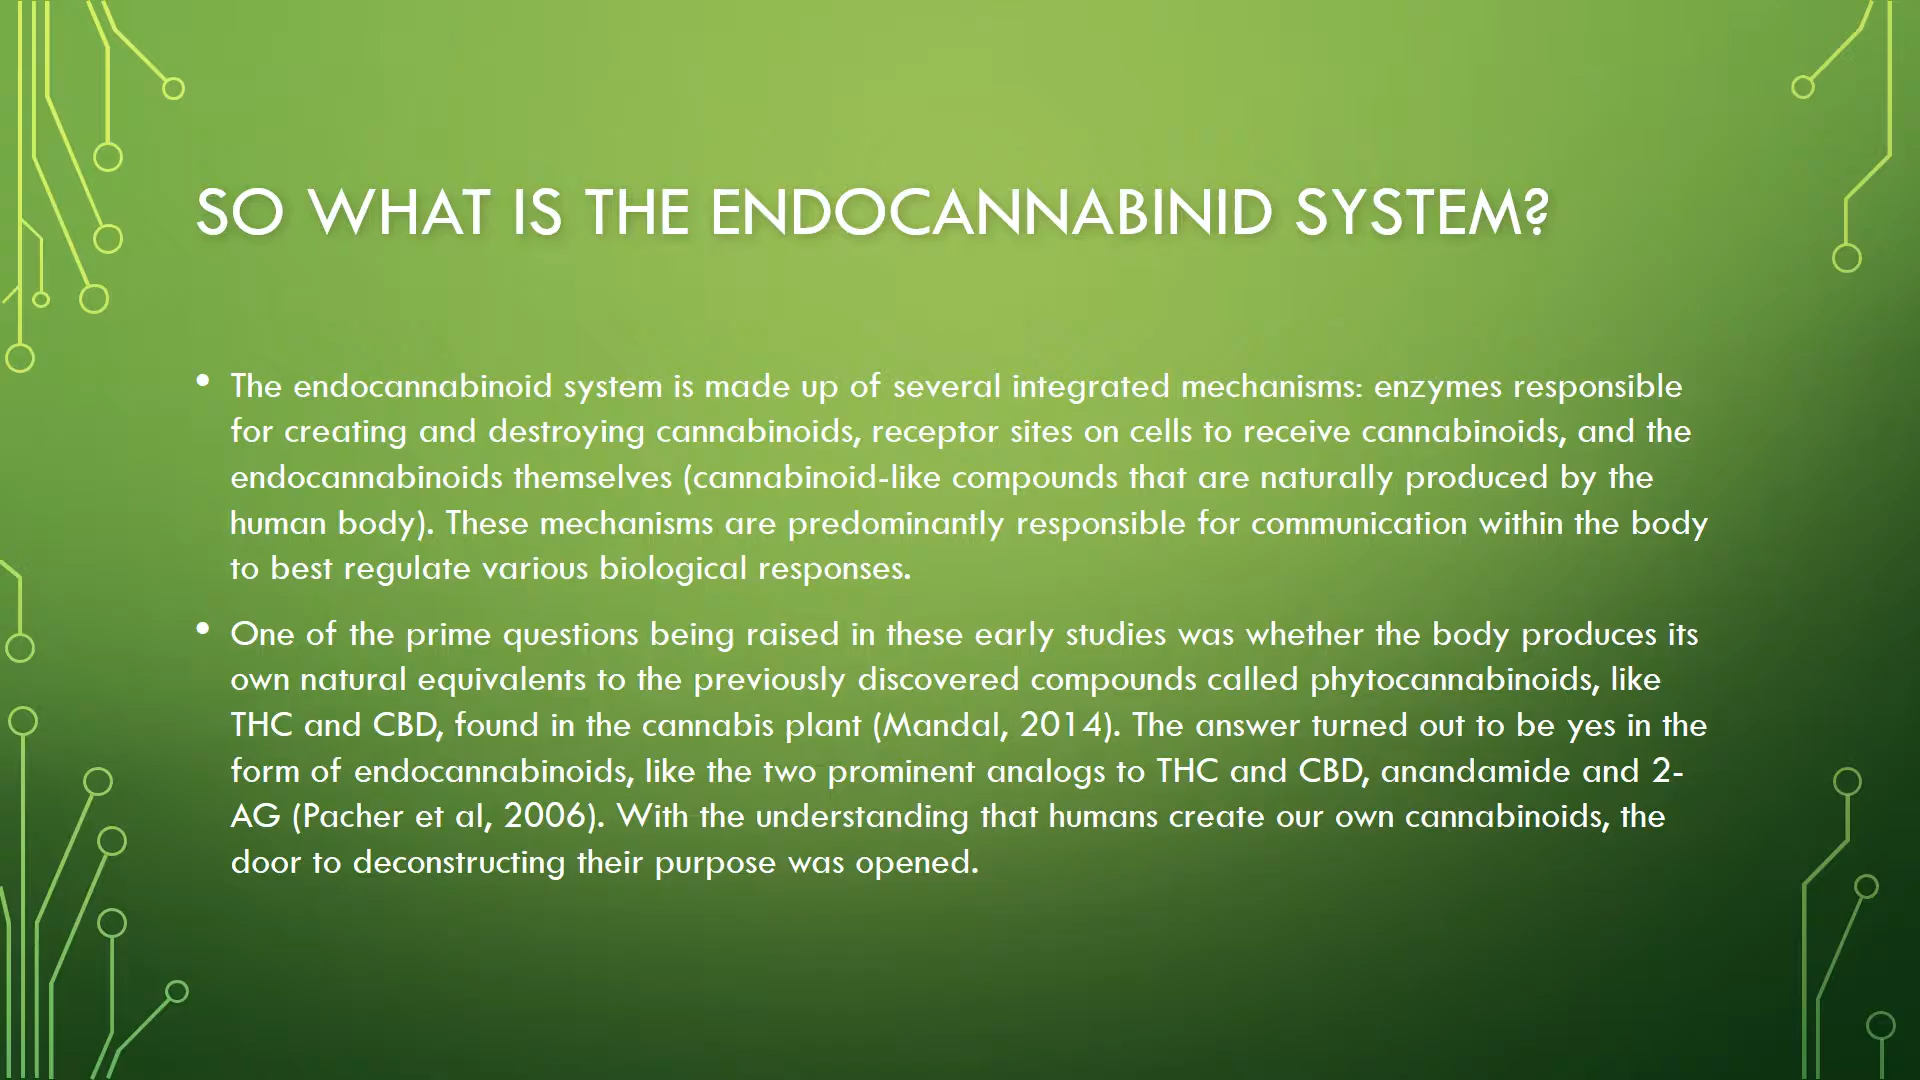 SO WHAT IS THE ENDOCANNABINID SYSTEM?
• The endocannabinoid system is made up of several integrated mechanisms: enzymes responsible
for creating and destroying cannabinoids, receptor sites on cells to receive cannabinoids, and the
endocannabinoids themselves (cannabinoid-like compounds that are naturally produced by the
human body). These mechanisms are predominantly responsible for communication within the body
to best regulate various biological responses.
• One of the prime questions being raised in these early studies was whether the body produces its
own natural equivalents to the previously discovered compounds called phytocannabinoids, like
THC and CBD, found in the cannabis plant (Mandal, 2014). The answer turned out to be yes in the
form of endocannabinoids, like the two prominent analogs to THC and CBD, anandamide and 2-
AG (Pacher et al, 2006). With the understanding that humans create our own cannabinoids, the
door to deconstructing their purpose was opened.